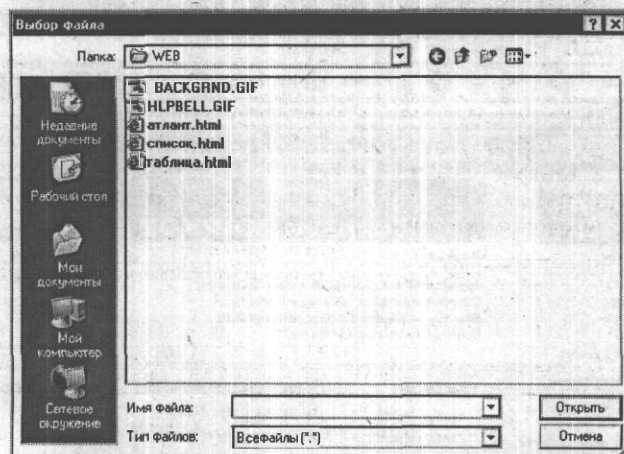 Выбор файла
Папка: WEB
BACKGRND.GIF
HLPBELL.GIF
атлант.html
список.html
таблица.html
Недавние документы
Рабочий стол
Мои документы
Мой компьютер
Сетевое окружение
Имя файла:
Открыть
Тип файлов: Всефайлы(*.*)
Отмена